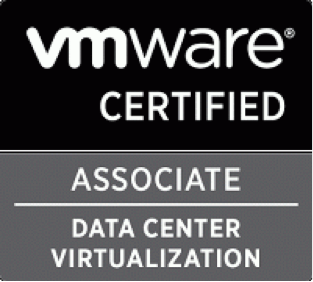 vmware®
CERTIFIED
ASSOCIATE
DATA CENTER
VIRTUALIZATION